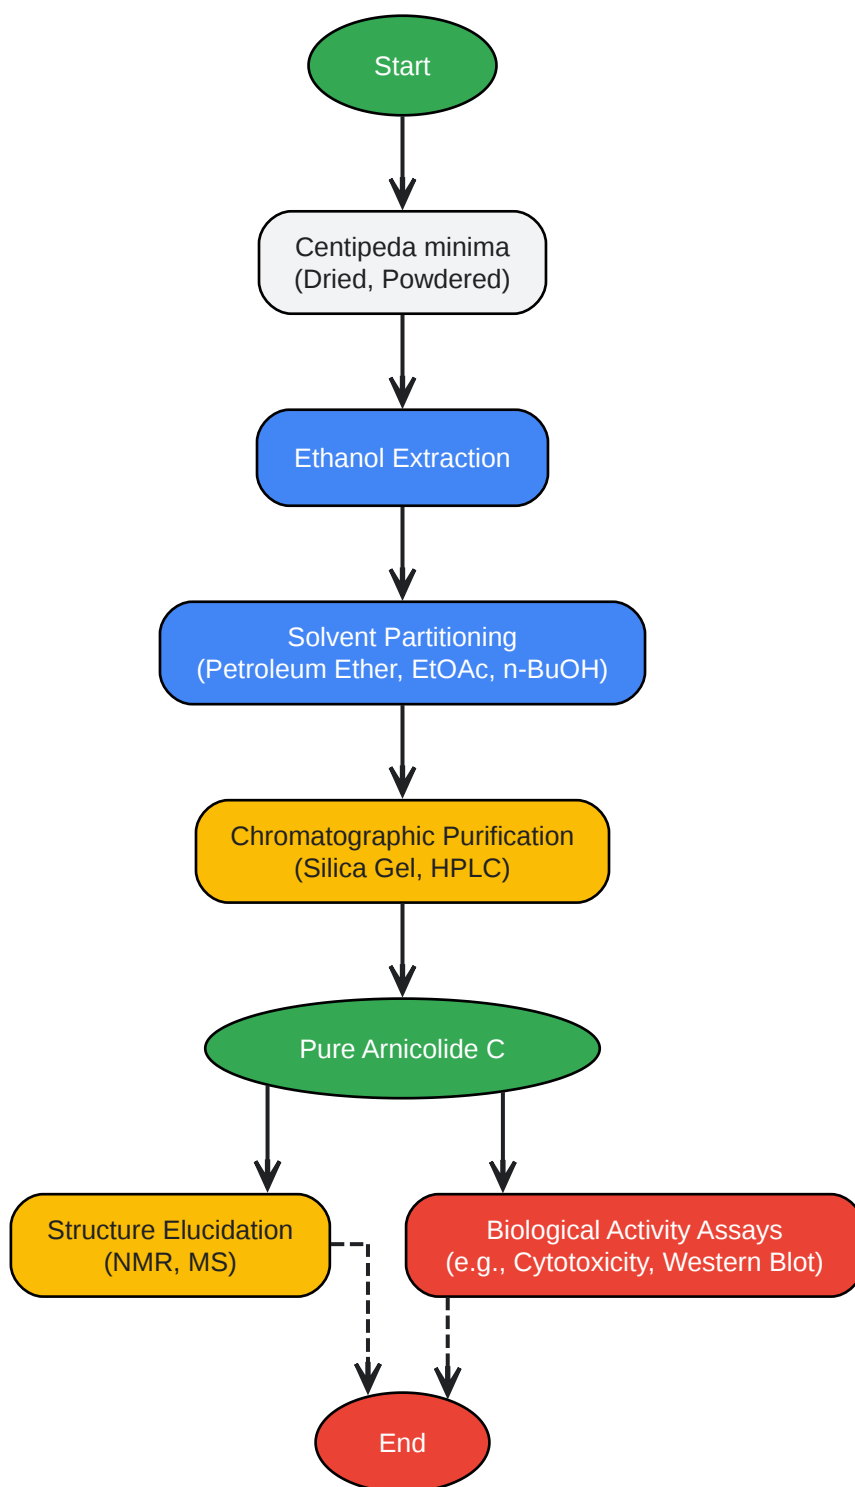 Start
Centipeda minima
(Dried, Powdered)
Ethanol Extraction
Solvent Partitioning
(Petroleum Ether, EtOAc, n-BuOH)
Chromatographic Purification
(Silica Gel, HPLC)
Pure Arnicolide C
Structure Elucidation
(NMR, MS)
Biological Activity Assays
(e.g., Cytotoxicity, Western Blot)
End